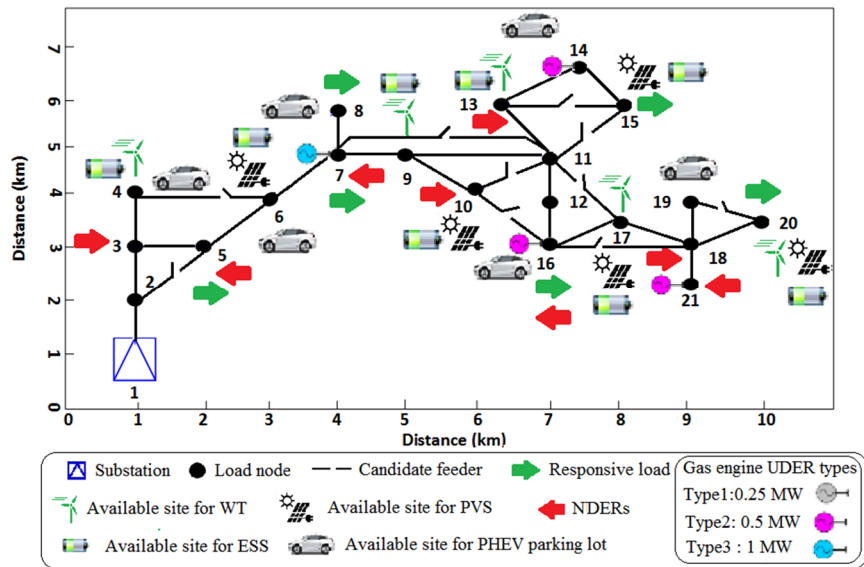 7
14
13
15
6
8
5
7
9
11
4
4
6
10
12
19
20
3
3
5
16
17
18
2
2
21
1
1
0
0
1
2
3
4
5
6
7
8
9
10
Distance (km)
Distance (km)
Substation
Load node
Candidate feeder
Responsive load
Available site for WT
Available site for PVS
NDERs
Available site for ESS
Available site for PHEV parking lot
Gas engine UDER types
Type1:0.25 MW
Type2: 0.5 MW
Type3 : 1 MW